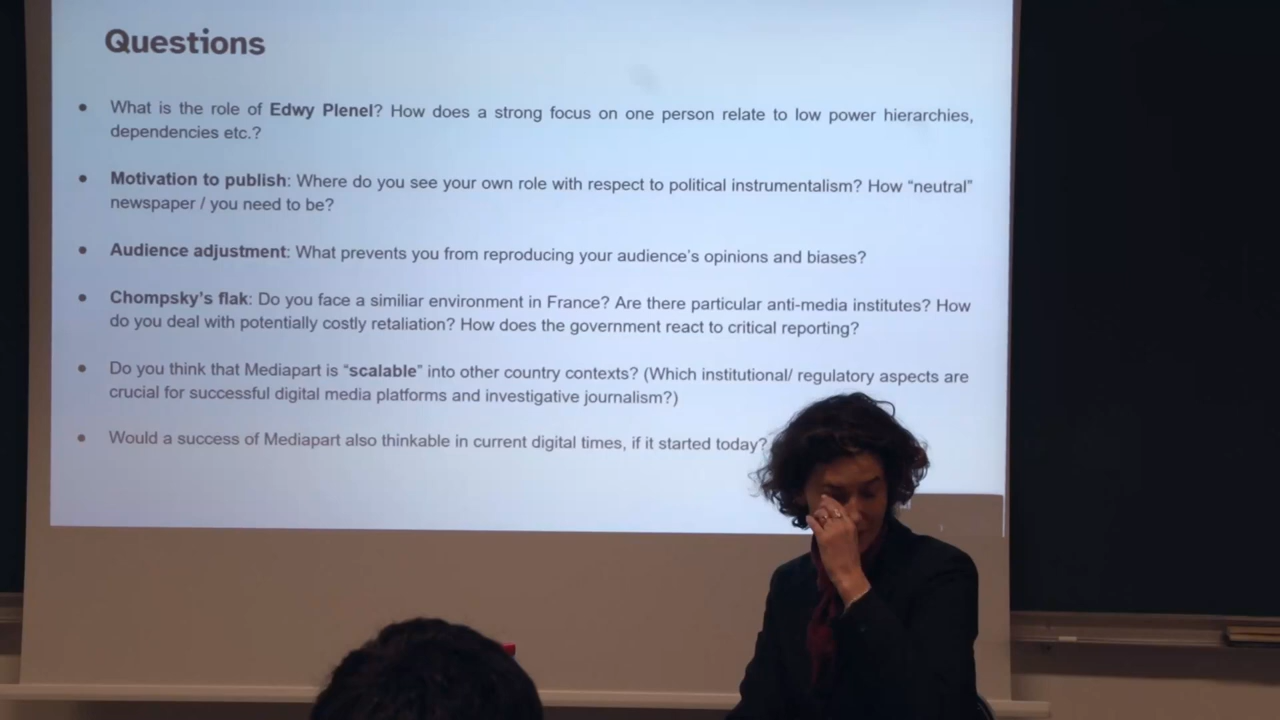 Questions
● What is the role of Edwy Plenel? How does a strong focus on one person relate to low power hierarchies,
dependencies etc.?
● Motivation to publish: Where do you see your own role with respect to political instrumentalism? How “neutral”
newspaper / you need to be?
● Audience adjustment: What prevents you from reproducing your audience’s opinions and biases?
● Chompsky’s flak: Do you face a similiar environment in France? Are there particular anti-media institutes? How
do you deal with potentially costly retaliation? How does the government react to critical reporting?
● Do you think that Mediapart is “scalable” into other country contexts? (Which institutional/ regulatory aspects are
crucial for successful digital media platforms and investigative journalism?)
● Would a success of Mediapart also thinkable in current digital times, if it started today?